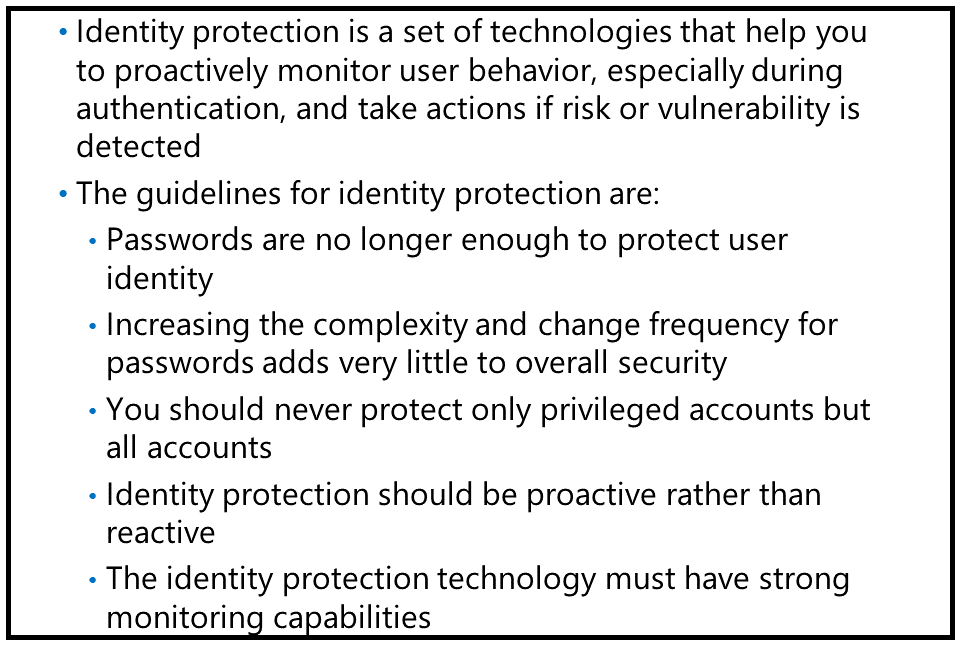 • Identity protection is a set of technologies that help you
to proactively monitor user behavior, especially during
authentication, and take actions if risk or vulnerability is
detected
• The guidelines for identity protection are:
• Passwords are no longer enough to protect user
identity
• Increasing the complexity and change frequency for
passwords adds very little to overall security
• You should never protect only privileged accounts but
all accounts
• Identity protection should be proactive rather than
reactive
• The identity protection technology must have strong
monitoring capabilities